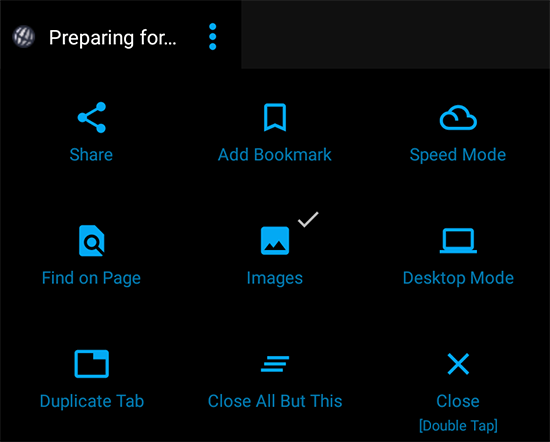 Preparing for...
Share
Add Bookmark
Speed Mode
Find on Page
Images
Desktop Mode
Duplicate Tab
Close All But This
Close
[Double Tap]